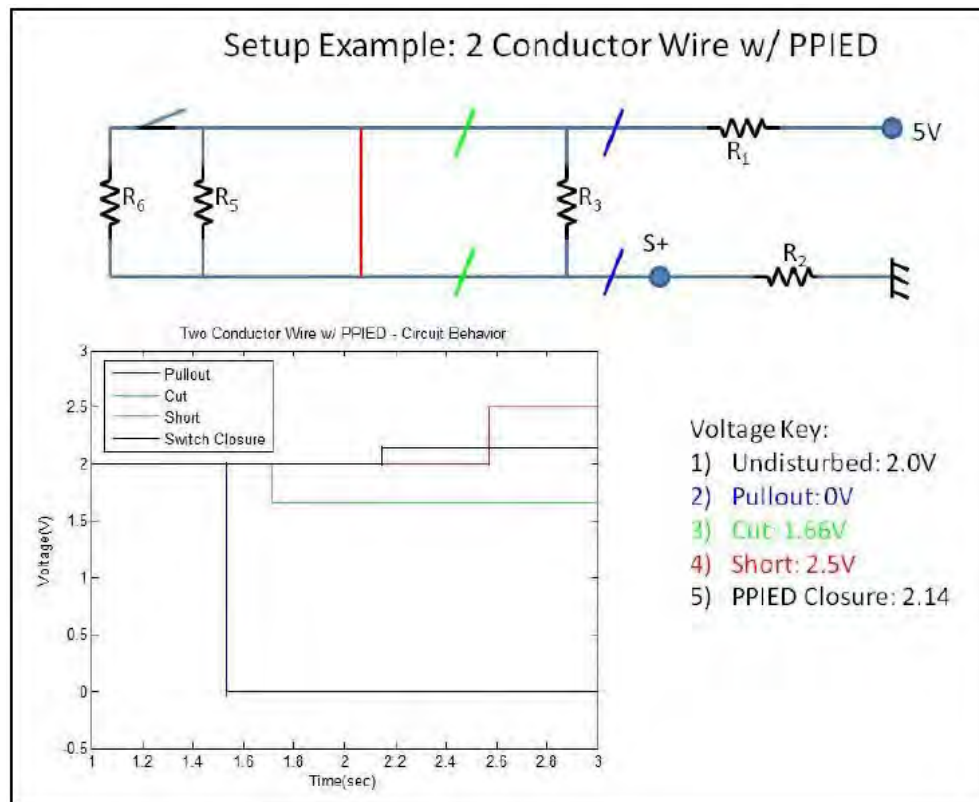 Setup Example: 2 Conductor Wire w/ PPIED
5V
R1
R6
R5
R3
S+
R2
Two Conductor Wire w/ PPIED - Circuit Behavior
Pullout
Cut
Short
Switch Closure
3
2.5
2
1.5
1
0.5
0
-0.5
Voltage(V)
1 1.2 1.4 1.6 1.8 2 2.2 2.4 2.6 2.8 3
Time(sec)
Voltage Key:
1) Undisturbed: 2.0V
2) Pullout: 0V
3) Cut: 1.66V
4) Short: 2.5V
5) PPIED Closure: 2.14